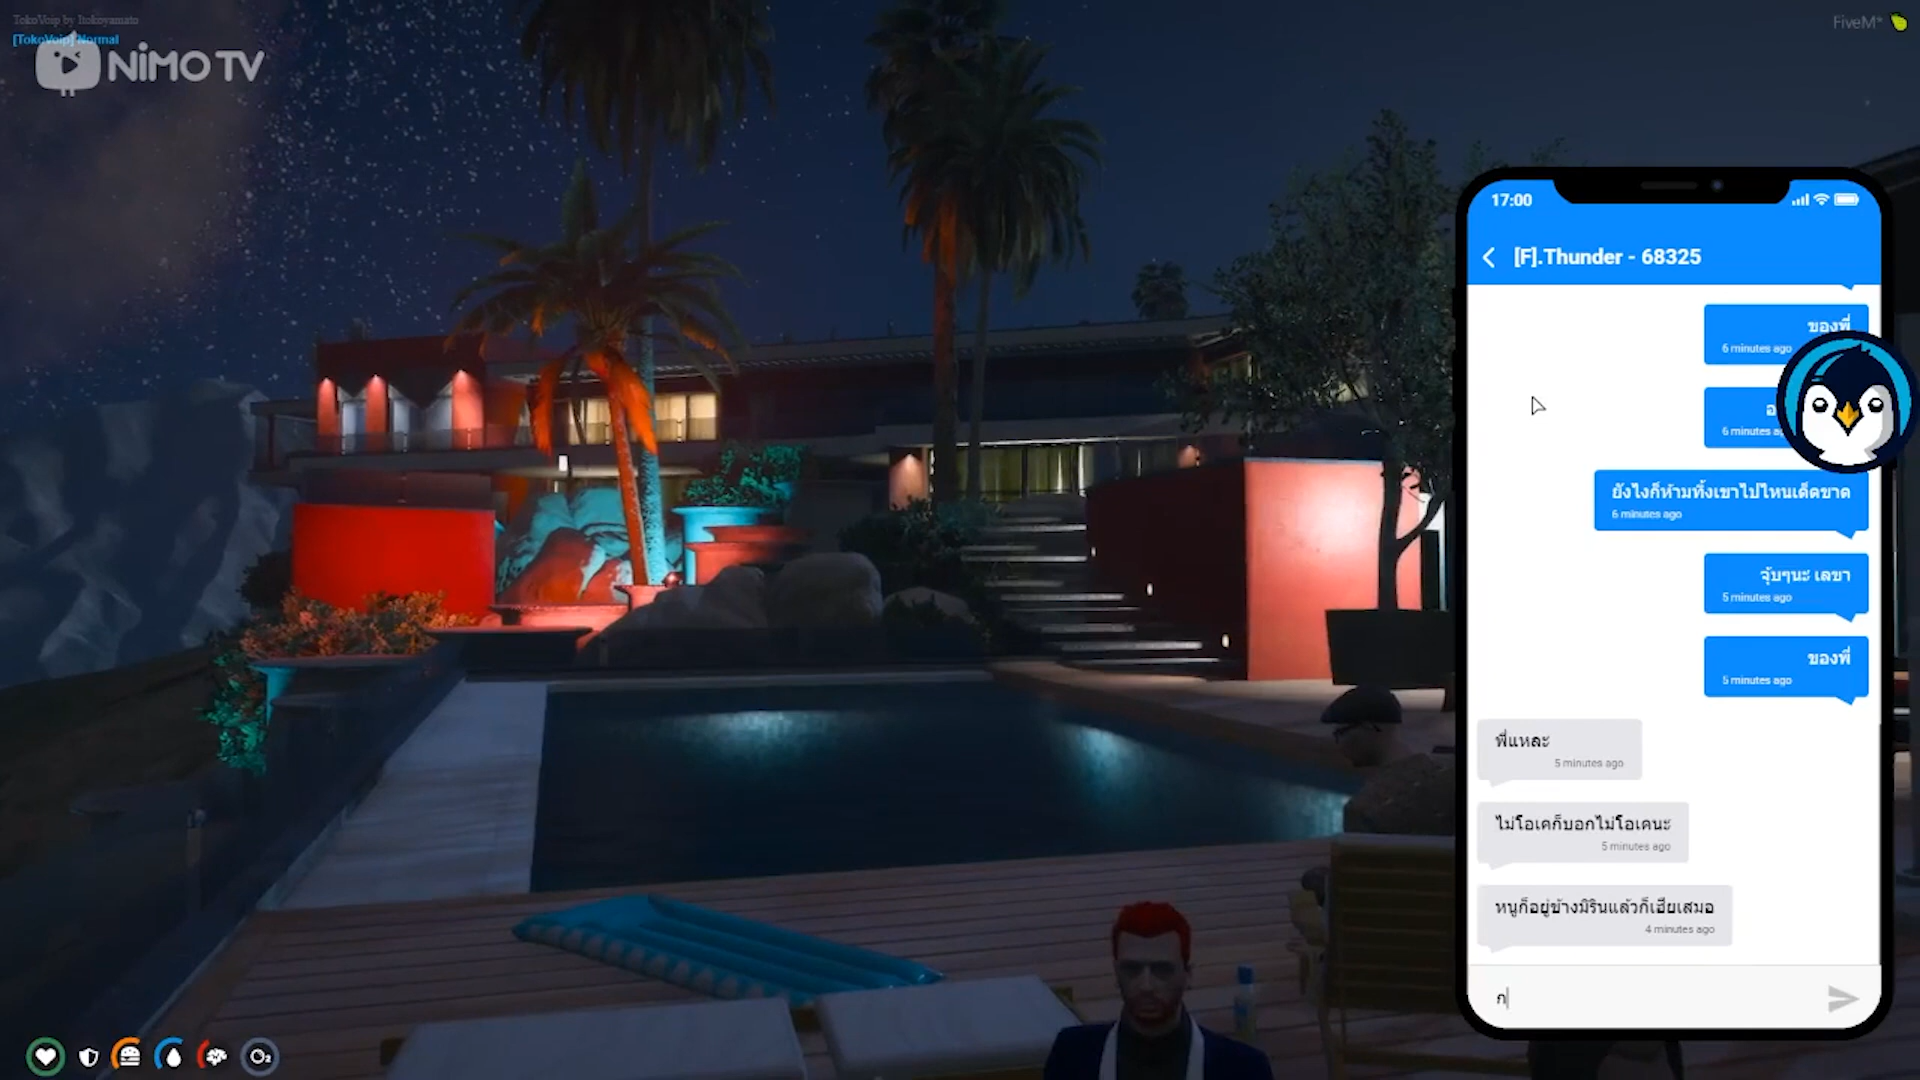 TokoVoip by Itokoyamato
[TokoVoip] Normal
NIMO TV
FiveM*
17:00
[F].Thunder - 68325
ของพี่
6 minutes ago
6 minutes
ยังไงก็ห้ามทิ้งเขาไปไหนเด็ดขาด
6 minutes ago
จุ้บๆนะ เลขา
5 minutes ago
ของพี่
5 minutes ago
พี่แหละ
5 minutes ago
ไม่โอเคก็บอกไม่โอเคนะ
5 minutes ago
หนูก็อยู่ข้างมิรินแล้วก็เฮียเสมอ
4 minutes ago
ก
O₂